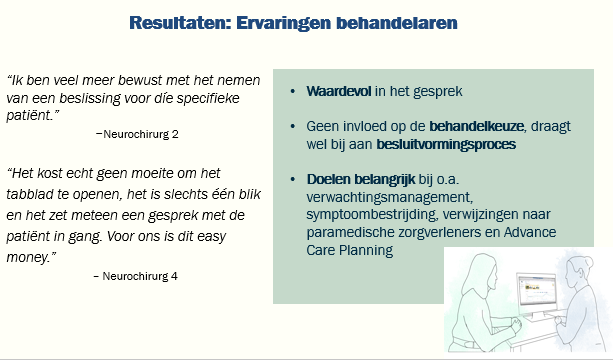 Resultaten: Ervaringen behandelaren
“Ik ben veel meer bewust met het nemen
van een beslissing voor díe specifieke
patiënt.”
–Neurochirurg 2
“Het kost echt geen moeite om het
tabblad te openen, het is slechts één blik
en het zet meteen een gesprek met de
patiënt in gang. Voor ons is dit easy
money.”
– Neurochirurg 4
• Waardevol in het gesprek
• Geen invloed op de behandelkeuze, draagt
wel bij aan besluitvormingsproces
• Doelen belangrijk bij o.a.
verwachtingsmanagement,
symptoombestrijding, verwijzingen naar
paramedische zorgverleners en Advance
Care Planning